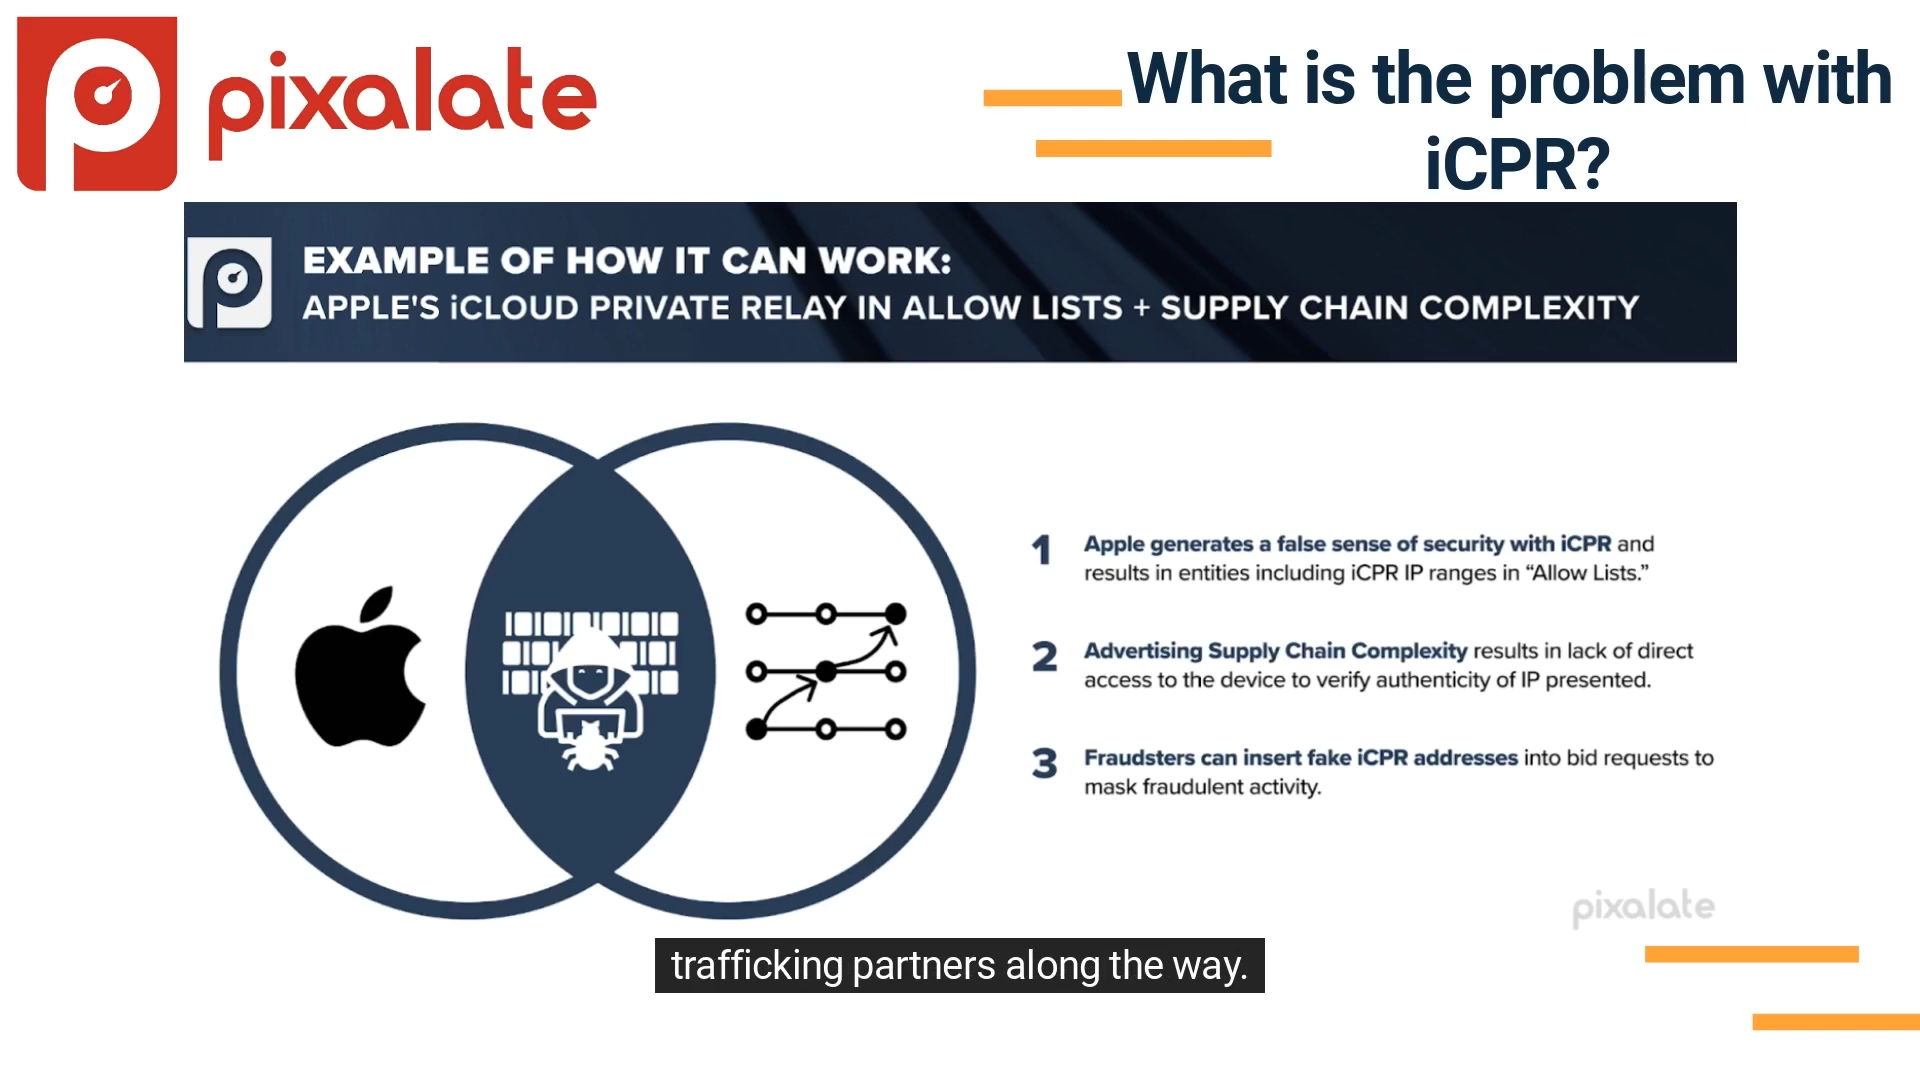 pixalate
What is the problem with
iCPR?
EXAMPLE OF HOW IT CAN WORK:
APPLE'S iCLOUD PRIVATE RELAY IN ALLOW LISTS + SUPPLY CHAIN COMPLEXITY
1 Apple generates a false sense of security with iCPR and
results in entities including iCPR IP ranges in “Allow Lists.”
2 Advertising Supply Chain Complexity results in lack of direct
access to the device to verify authenticity of IP presented.
3 Fraudsters can insert fake iCPR addresses into bid requests to
mask fraudulent activity.
pixalate
trafficking partners along the way.